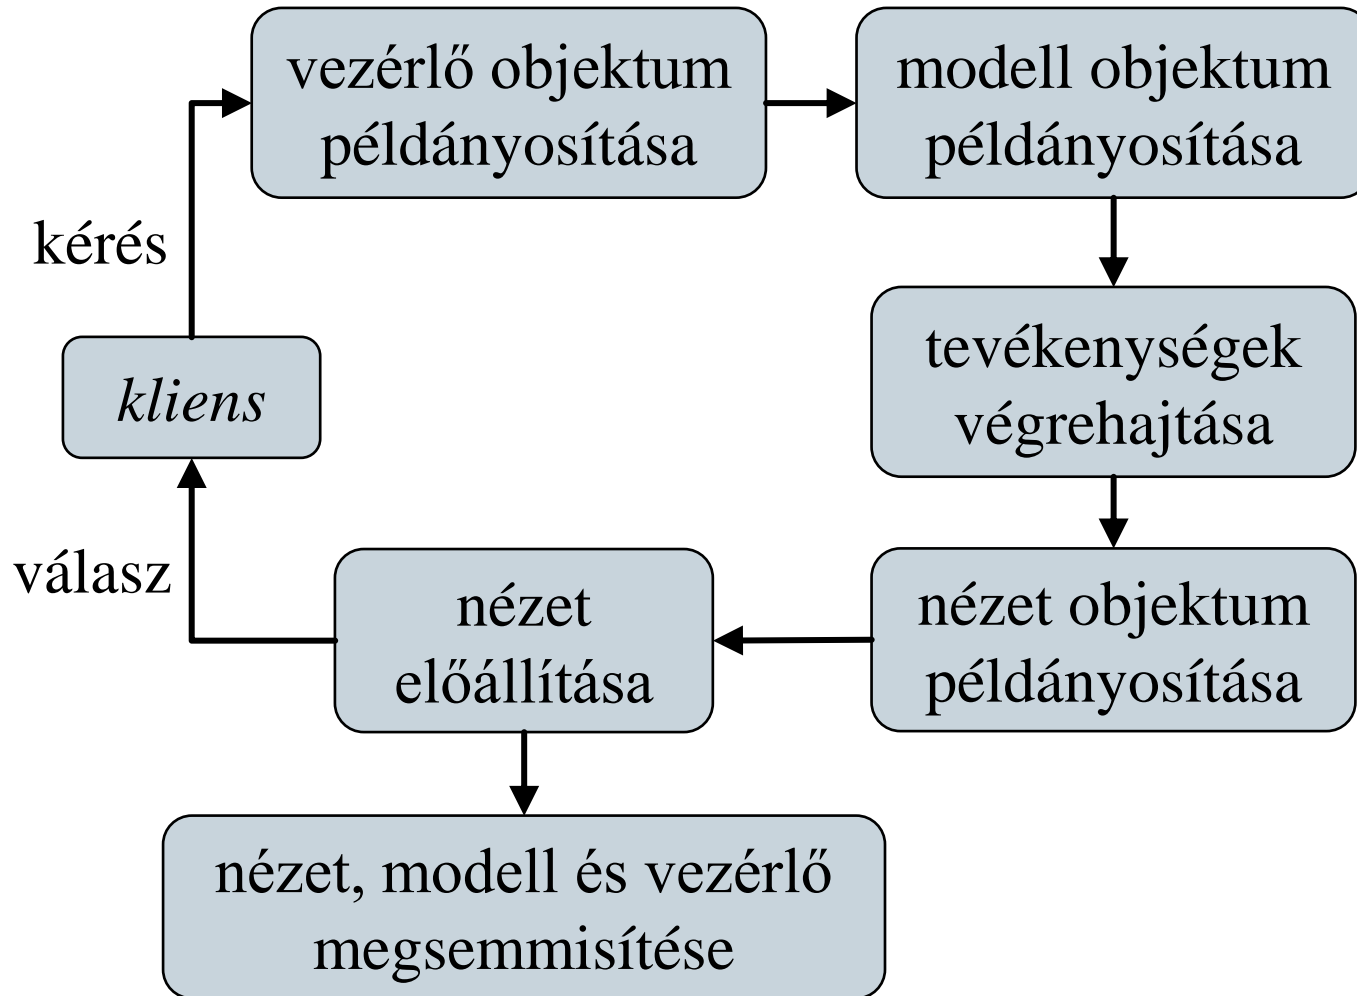 vezérlő objektum
példányosítása
modell objektum
példányosítása
kérés
kliens
tevékenységek
végrehajtása
válasz
nézet
előállítása
nézet objektum
példányosítása
nézet, modell és vezérlő
megsemmisítése